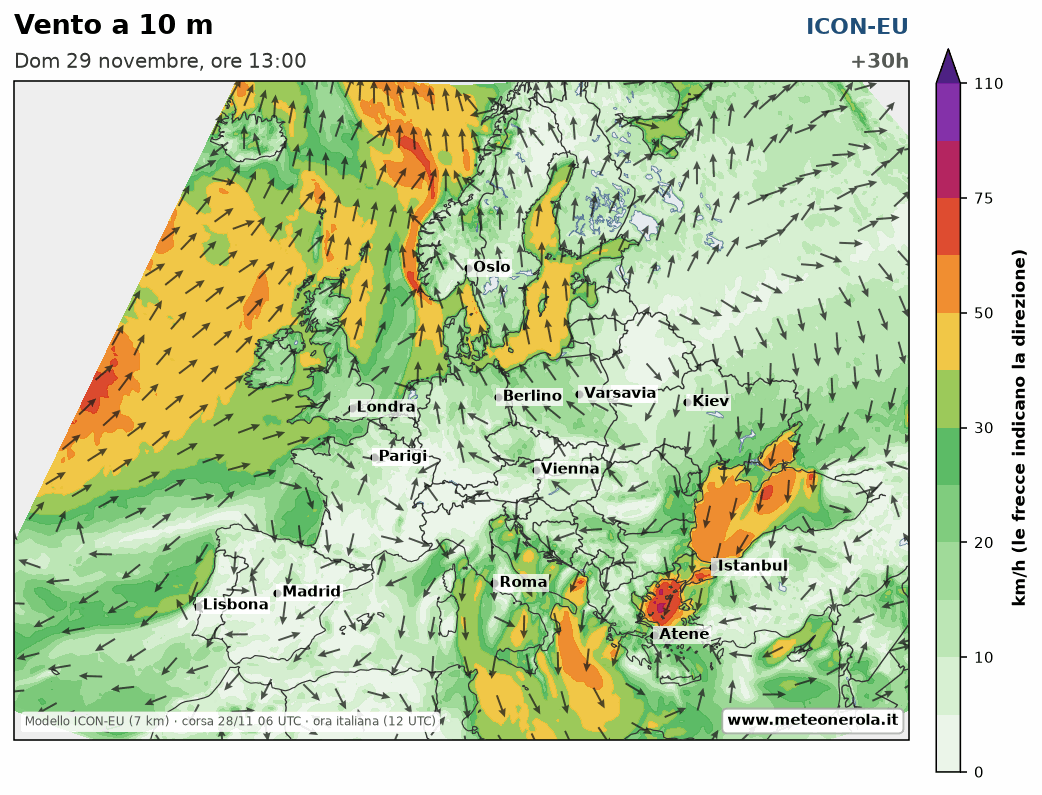 Vento a 10 m
ICON-EU
Dom 29 novembre, ore 13:00
+30h
110
75
50
30
20
10
0
km/h (le frecce indicano la direzione)
Oslo
Berlino
Varsavia
Kiev
Londra
Parigi
Vienna
Istanbul
Roma
Madrid
Lisbona
Atene
Modello ICON-EU (7 km) · corsa 28/11 06 UTC · ora italiana (12 UTC)
www.meteonerola.it